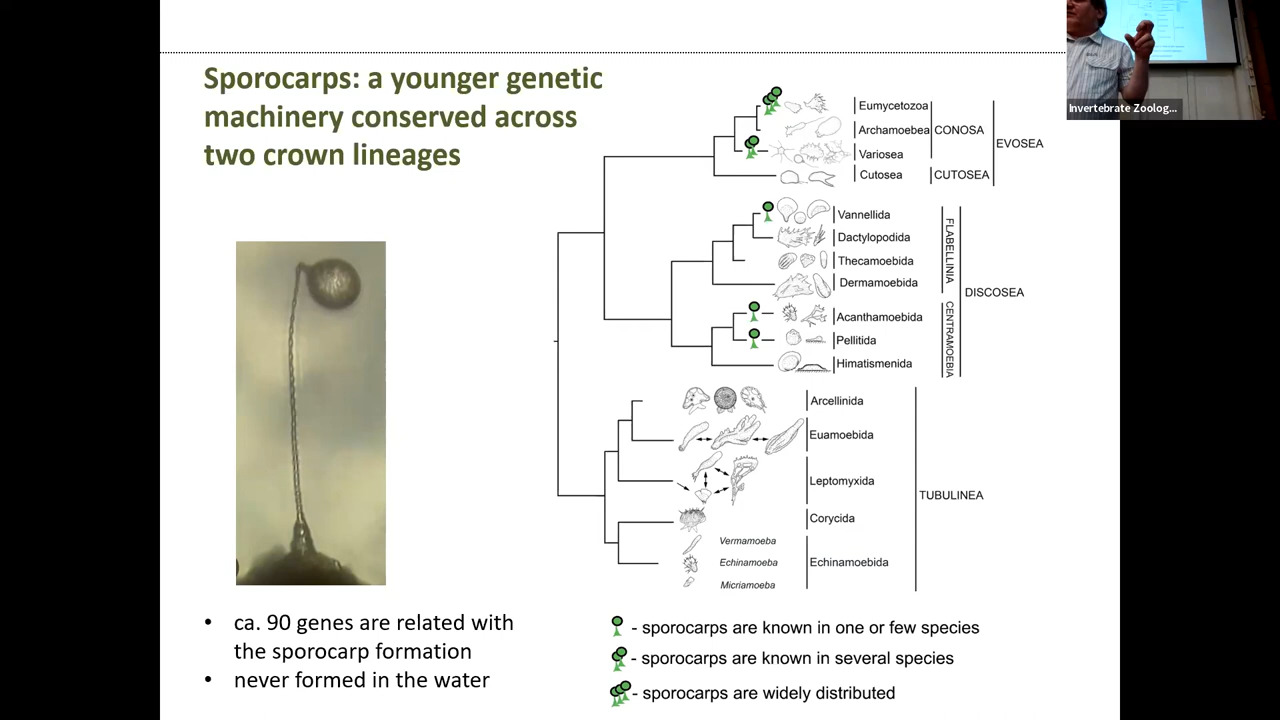 Sporocarps: a younger genetic
machinery conserved across
two crown lineages
Invertebrate Zoolog...
Eumycetozoa
Archamoebea
Variosea
Cutosea
CONOSA
CUTOSEA
EVOSEA
Vannellida
Dactylopodida
Thecamoebida
Dermamoebida
Acanthamoebida
Pellitida
Himatismenida
FLABELLINIA
CENTRAMOEBIA
DISCOSEA
Arcellinida
Euamoebida
Leptomyxida
Corycida
Vermamoeba
Echinamoeba
Micriamoeba
Echinamoebida
TUBULINEA
• ca. 90 genes are related with
the sporocarp formation
• never formed in the water
- sporocarps are known in one or few species
- sporocarps are known in several species
- sporocarps are widely distributed